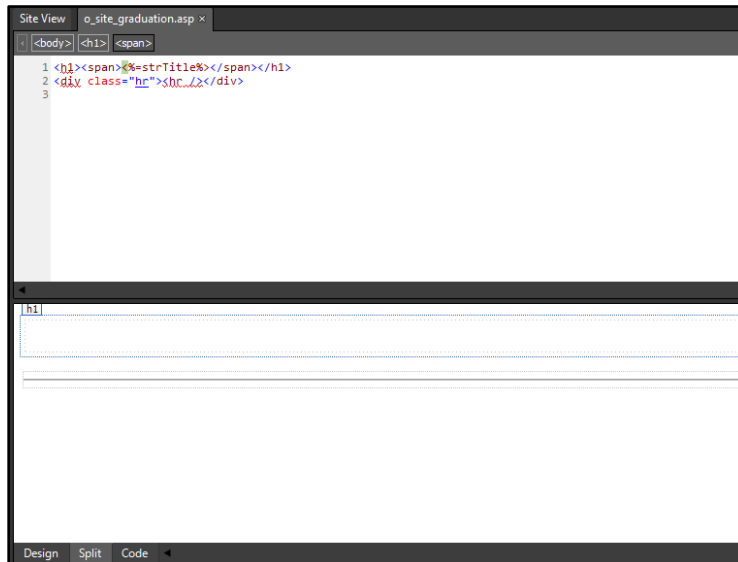 Site View o_site_graduation.asp ×
<body> <h1> <span>
1 <h1><span><%=strTitle%></span></h1>
2 <div class="hr"><hr /></div>
3
h1
Design Split Code